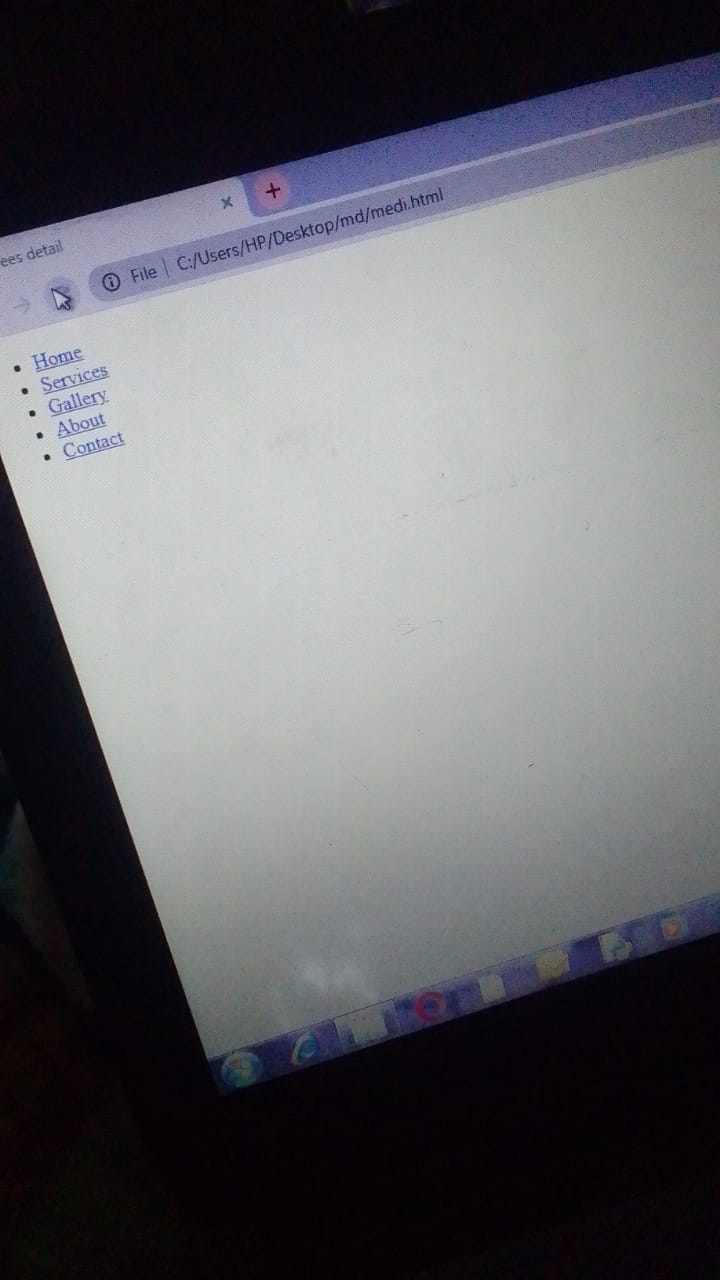 ees detail
File | C:/Users/HP/Desktop/md/medi.html
Home
Services
Gallery
About
Contact